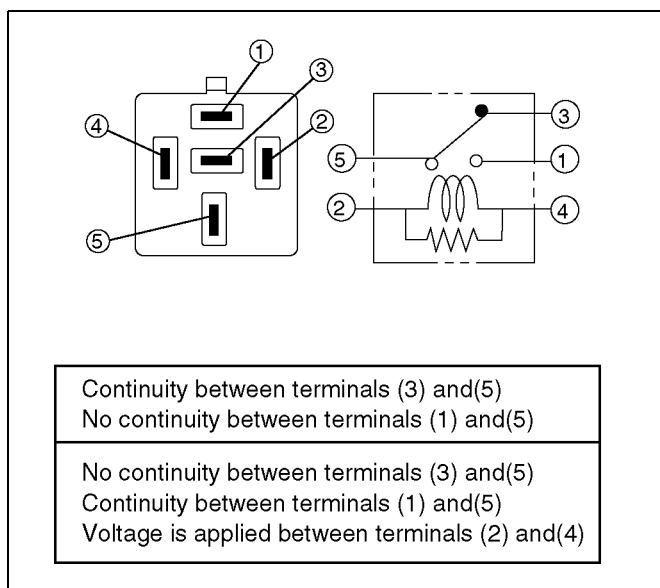 ①
③
④
②
⑤
③
⑤
①
②
④
Continuity between terminals (3) and(5)
No continuity between terminals (1) and(5)
No continuity between terminals (3) and(5)
Continuity between terminals (1) and(5)
Voltage is applied between terminals (2) and(4)